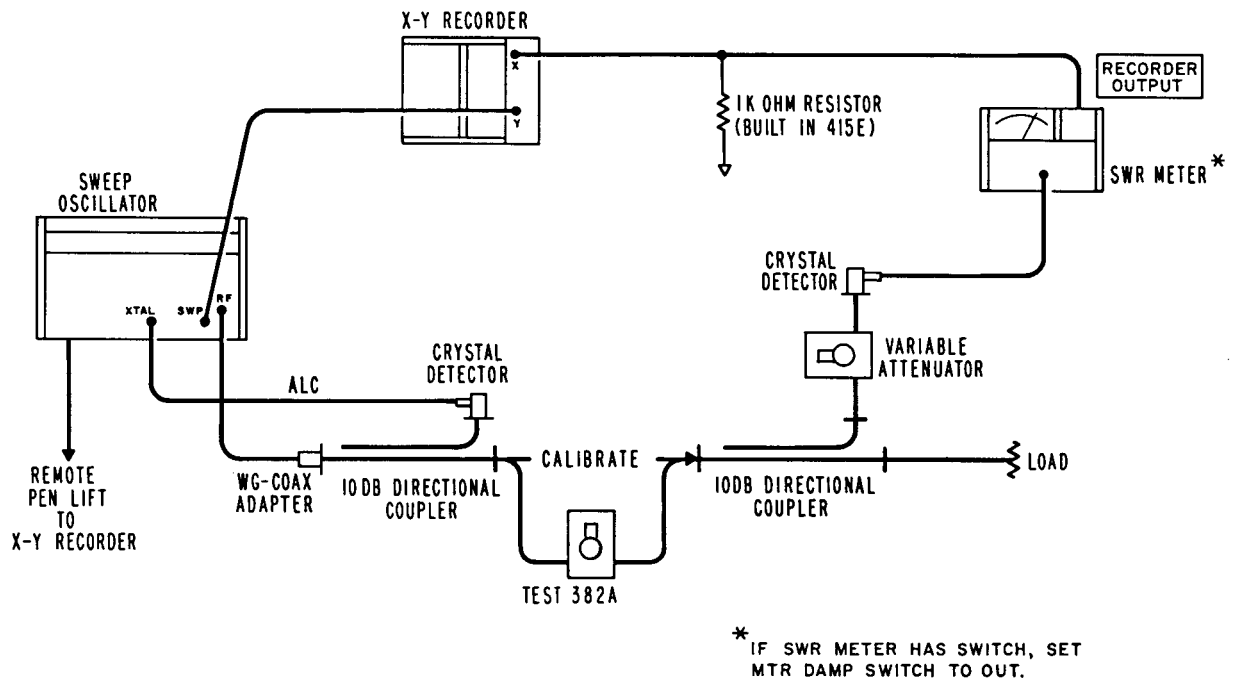 X-Y RECORDER
X
Y
1K OHM RESISTOR
(BUILT IN 415E)
RECORDER
OUTPUT
SWR METER*
SWEEP
OSCILLATOR
XTAL
SWP
RF
CRYSTAL
DETECTOR
VARIABLE
ATTENUATOR
CRYSTAL
DETECTOR
ALC
REMOTE
PEN LIFT
TO
X-Y RECORDER
WG-COAX
ADAPTER
10 DB DIRECTIONAL
COUPLER
CALIBRATE
10DB DIRECTIONAL
COUPLER
LOAD
TEST 382A
*IF SWR METER HAS SWITCH, SET
MTR DAMP SWITCH TO OUT.